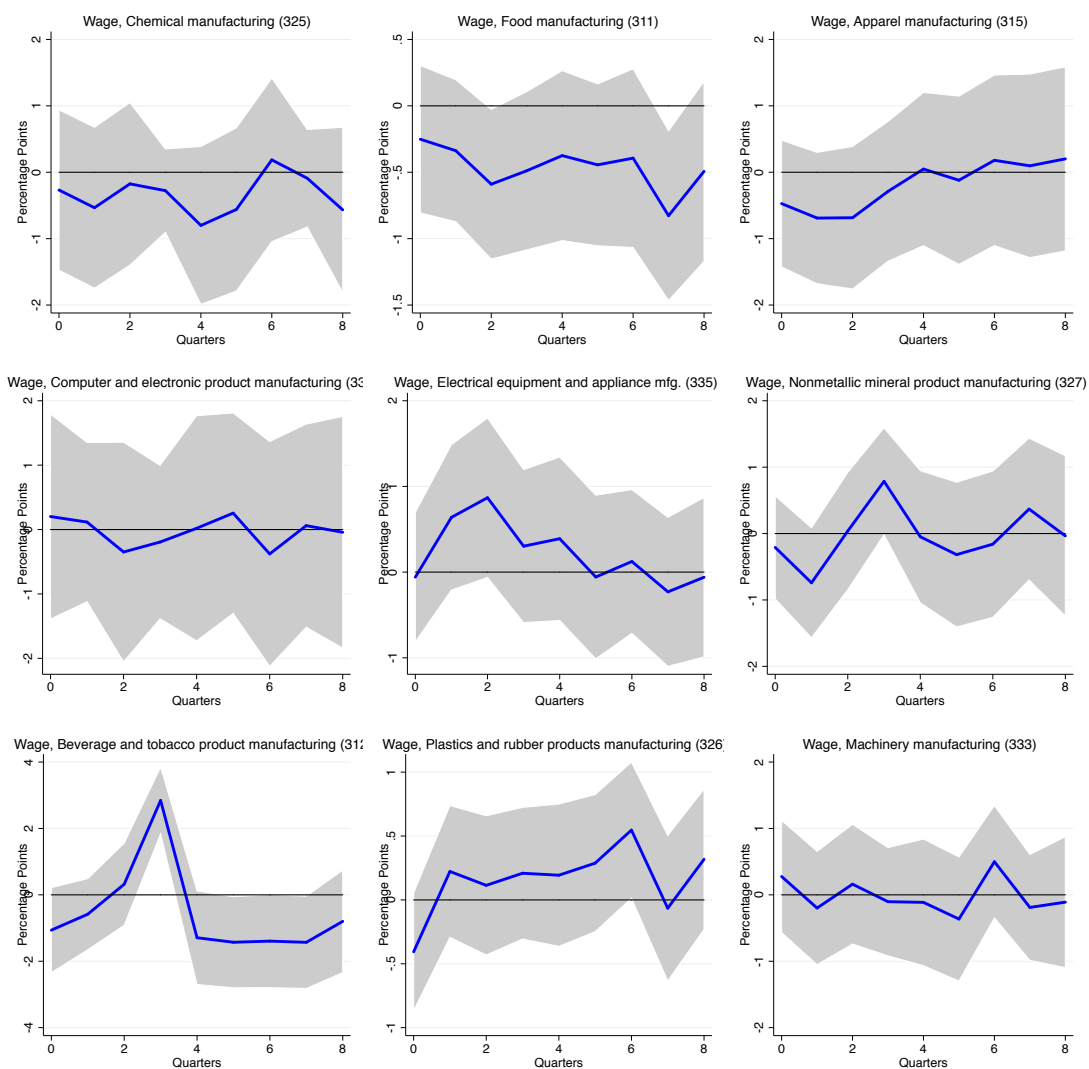 Wage, Chemical manufacturing (325)
Percentage Points
2
1
0
-1
-2
0 2 4 6 8
Quarters
Wage, Food manufacturing (311)
Percentage Points
.5
0
-.5
-1
-1.5
0 2 4 6 8
Quarters
Wage, Apparel manufacturing (315)
Percentage Points
2
1
0
-1
-2
0 2 4 6 8
Quarters
Wage, Computer and electronic product manufacturing (33
Percentage Points
2
1
0
-1
-2
0 2 4 6 8
Quarters
Wage, Electrical equipment and appliance mfg. (335)
Percentage Points
2
1
0
-1
0 2 4 6 8
Quarters
Wage, Nonmetallic mineral product manufacturing (327)
Percentage Points
2
1
0
-1
-2
0 2 4 6 8
Quarters
Wage, Beverage and tobacco product manufacturing (312
Percentage Points
4
2
0
-2
-4
0 2 4 6 8
Quarters
Wage, Plastics and rubber products manufacturing (326)
Percentage Points
1
.5
0
-.5
-1
0 2 4 6 8
Quarters
Wage, Machinery manufacturing (333)
Percentage Points
2
1
0
-1
-2
0 2 4 6 8
Quarters